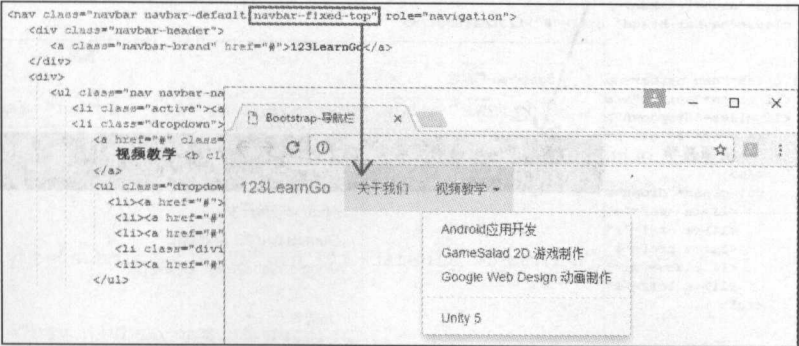 <nav class="navbar navbar-default navbar-fixed-top" role="navigation">
<div class="navbar-header">
<a class="navbar-brand" href="#">123LearnGo</a>
</div>
<div>
<ul class="nav navbar-na
<li class="active"><a
<li class="dropdown">
<a href="#" class=
视频教学 <b cl
</a>
<ul class="dropdow
<li><a href="#">
<li><a href="#"
<li><a href="#"
<li class="divi
<li><a href="#"
</ul>
Bootstrap-导航栏
123LearnGo 关于我们 视频教学
Android应用开发
GameSalad 2D 游戏制作
Google Web Design 动画制作
Unity 5